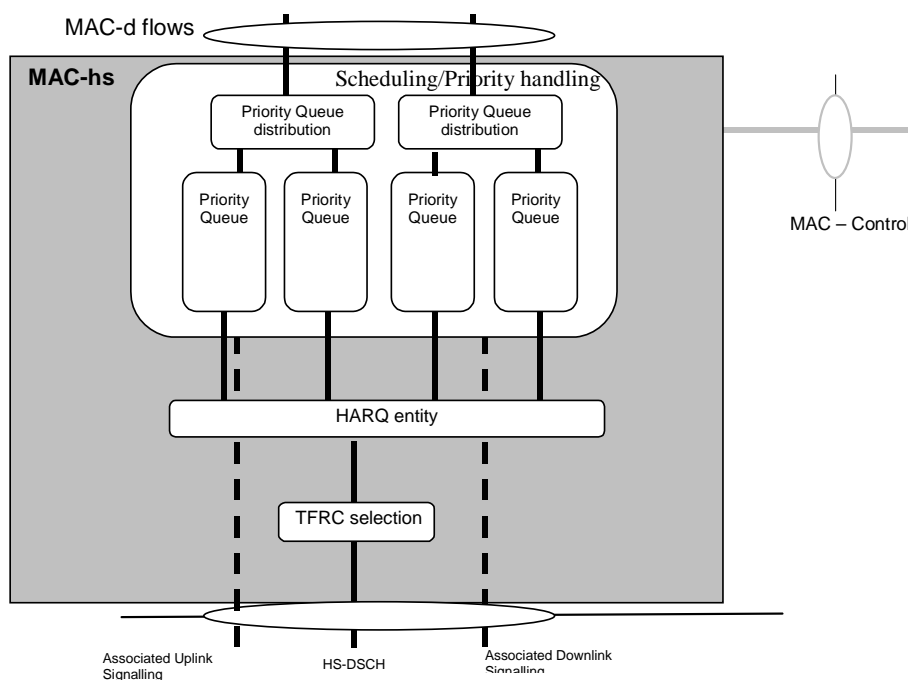 MAC-d flows
MAC-hs
Scheduling/Priority handling
Priority Queue
distribution
Priority Queue
distribution
Priority
Queue
Priority
Queue
Priority
Queue
Priority
Queue
MAC – Control
HARQ entity
TFRC selection
Associated Uplink
Signalling
HS-DSCH
Associated Downlink
Signalling